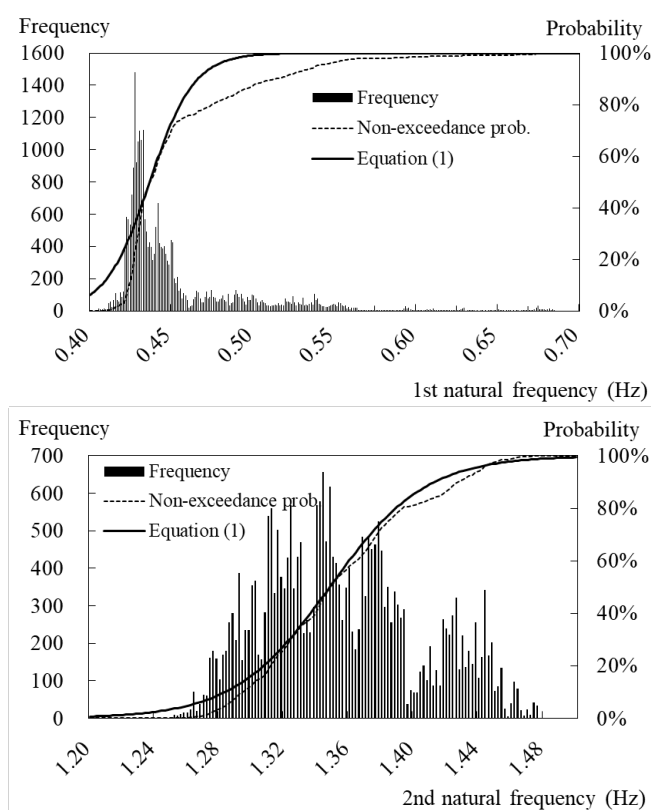 Frequency Probability
1600 100%
1400
1200 80%
1000 60%
800
600 40%
400 20%
200
0 0%
Frequency
Non-exceedance prob.
Equation (1)
0.40 0.45 0.50 0.55 0.60 0.65 0.70
1st natural frequency (Hz)
Frequency Probability
700 100%
600 80%
500
400 60%
300 40%
200
100 20%
0 0%
Frequency
Non-exceedance prob.
Equation (1)
1.20 1.24 1.28 1.32 1.36 1.40 1.44 1.48
2nd natural frequency (Hz)